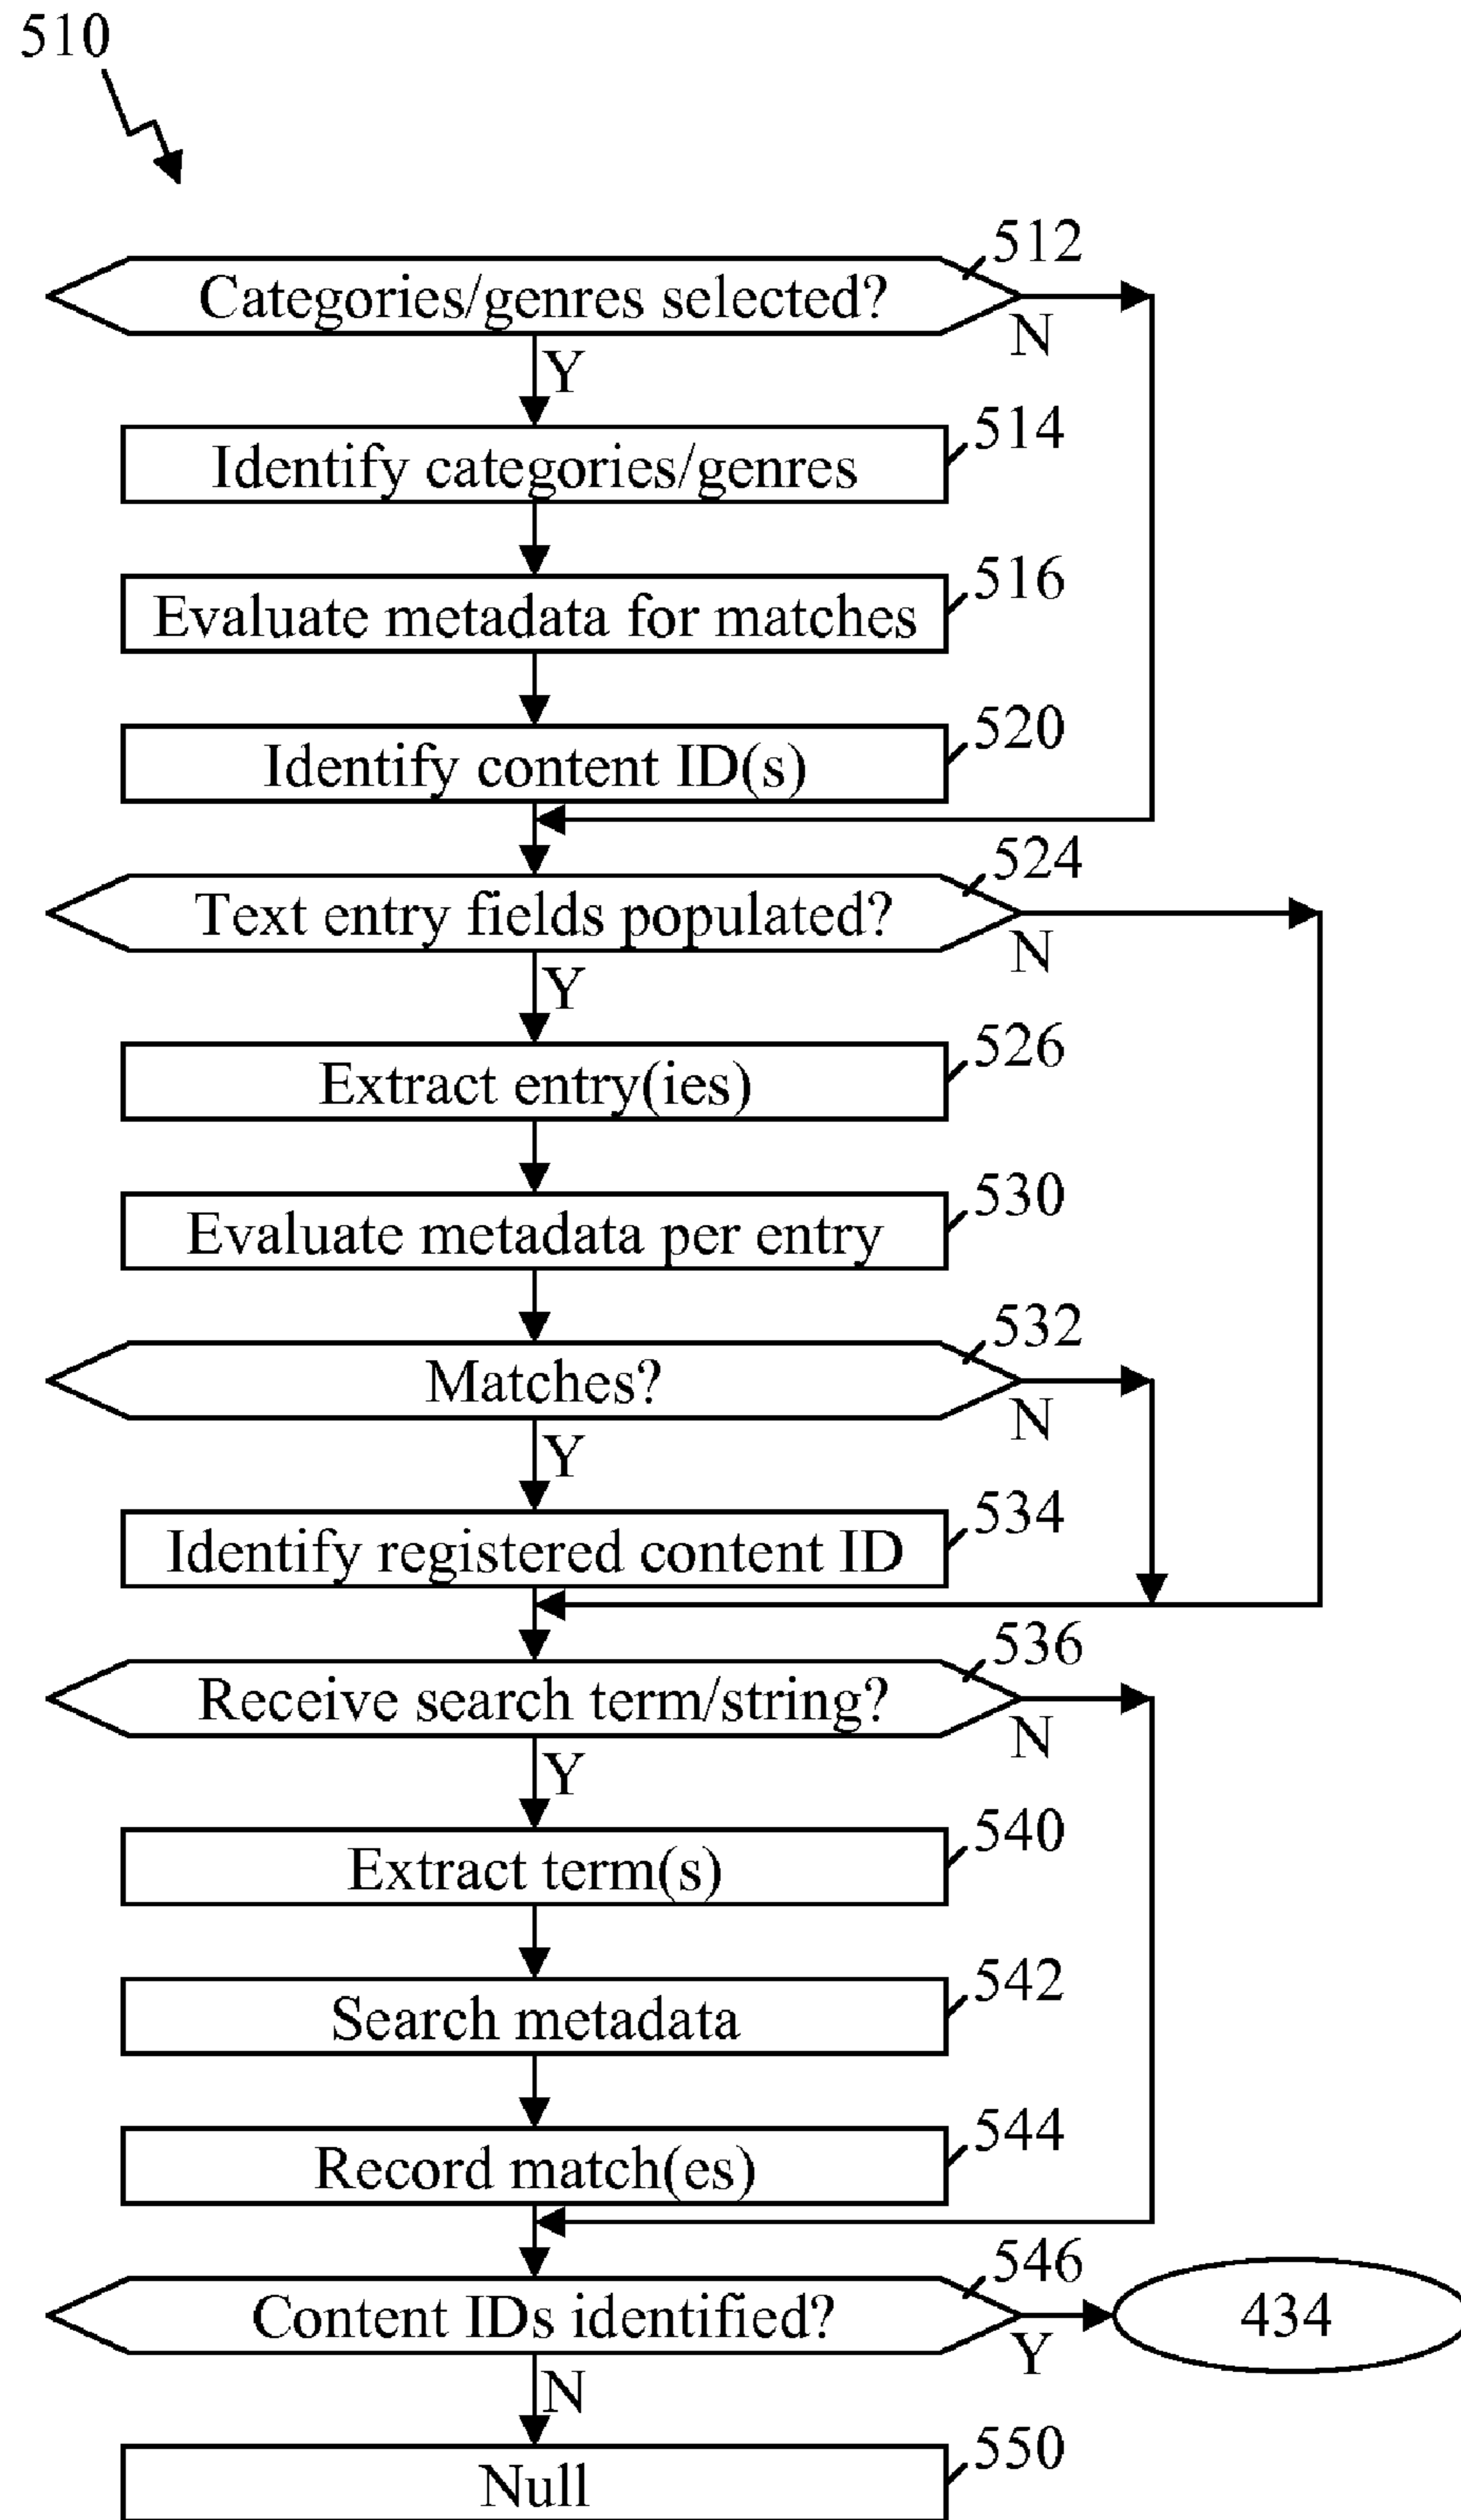 510
512
Categories/genres selected?
N
Y
514
Identify categories/genres
516
Evaluate metadata for matches
520
Identify content ID(s)
524
Text entry fields populated?
N
Y
526
Extract entry(ies)
530
Evaluate metadata per entry
532
Matches?
N
Y
534
Identify registered content ID
536
Receive search term/string?
N
Y
540
Extract term(s)
542
Search metadata
544
Record match(es)
546
Content IDs identified?
434
Y
N
550
Null